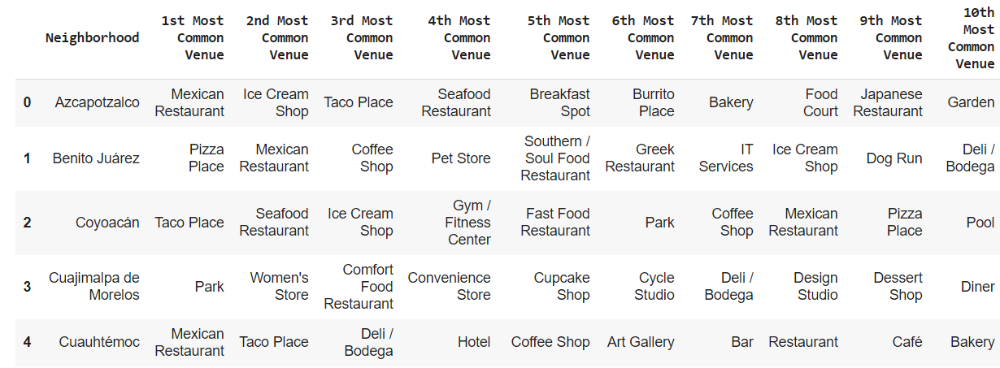 Neighborhood 1st Most Common Venue 2nd Most Common Venue 3rd Most Common Venue 4th Most Common Venue 5th Most Common Venue 6th Most Common Venue 7th Most Common Venue 8th Most Common Venue 9th Most Common Venue 10th Most Common Venue
0 Azcapotzalco Mexican Restaurant Ice Cream Shop Taco Place Seafood Restaurant Breakfast Spot Burrito Place Bakery Food Court Japanese Restaurant Garden
1 Benito Juárez Pizza Place Mexican Restaurant Coffee Shop Pet Store Southern / Soul Food Restaurant Greek Restaurant IT Services Ice Cream Shop Dog Run Deli / Bodega
2 Coyoacán Taco Place Seafood Restaurant Ice Cream Shop Gym / Fitness Center Fast Food Restaurant Park Coffee Shop Mexican Restaurant Pizza Place Pool
3 Cuajimalpa de Morelos Park Women's Store Comfort Food Restaurant Convenience Store Cupcake Shop Cycle Studio Deli / Bodega Design Studio Dessert Shop Diner
4 Cuauhtémoc Mexican Restaurant Taco Place Deli / Bodega Hotel Coffee Shop Art Gallery Bar Restaurant Café Bakery